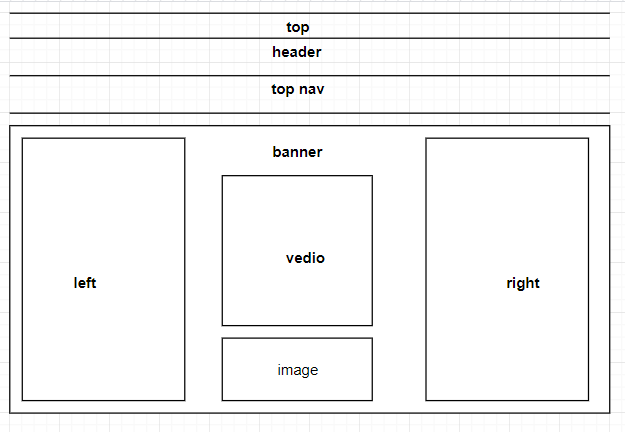 top
header
top nav
banner
left
vedio
right
image